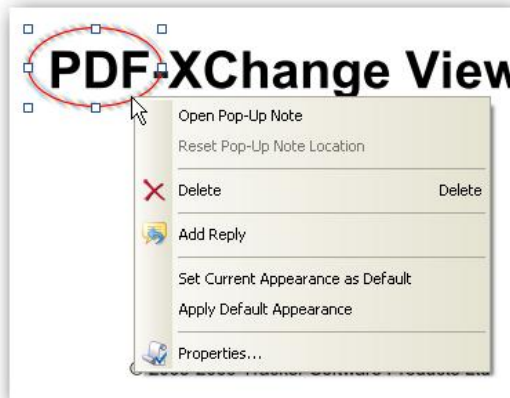 PDF-XChange View
Open Pop-Up Note
Reset Pop-Up Note Location
Delete Delete
Add Reply
Set Current Appearance as Default
Apply Default Appearance
Properties...